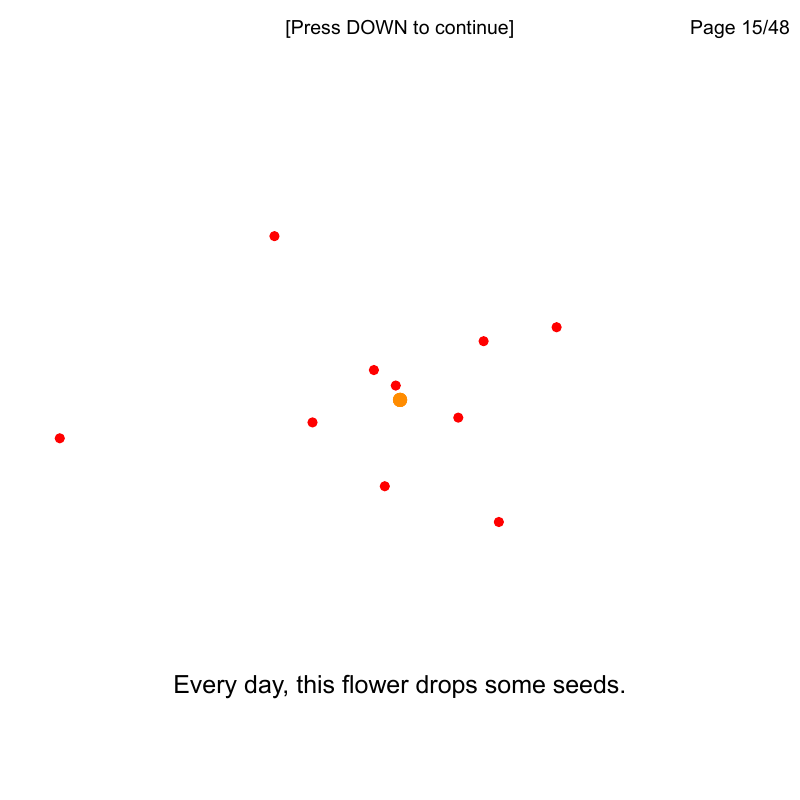 [Press DOWN to continue]
Page 15/48
Every day, this flower drops some seeds.